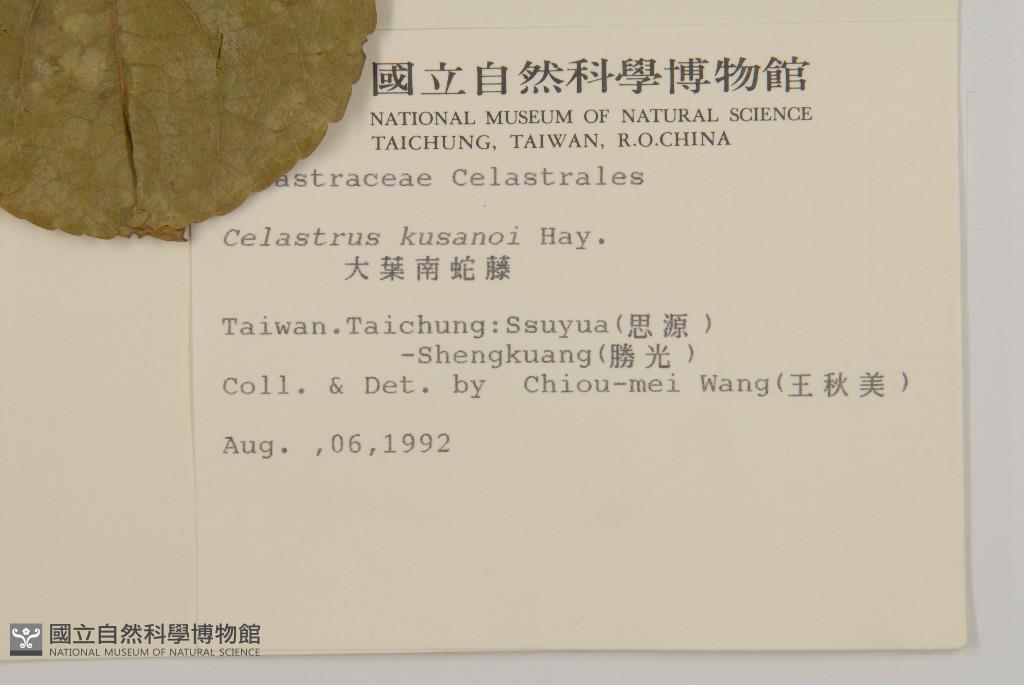 國立自然科學博物館
NATIONAL MUSEUM OF NATURAL SCIENCE
TAICHUNG, TAIWAN, R.O.CHINA
astraceae Celastrales
Celastrus kusanoi Hay.
大葉南蛇藤
Taiwan.Taichung:Ssuyua(思源)
-Shengkuang(勝光)
Coll. & Det. by Chiou-mei Wang(王秋美)
Aug. ,06,1992
國立自然科學博物館
NATIONAL MUSEUM OF NATURAL SCIENCE